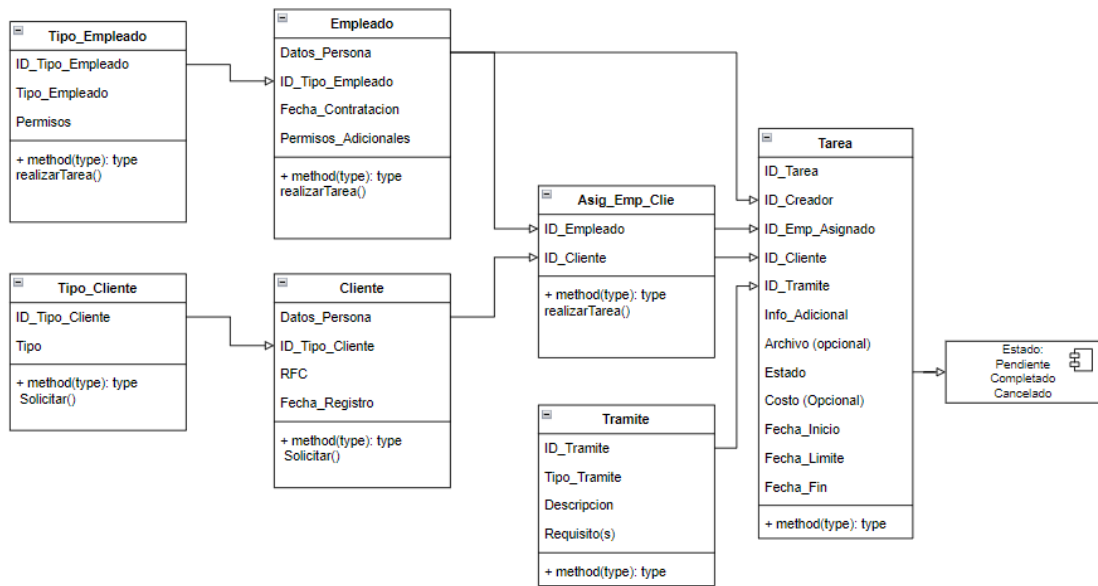 Tipo_Empleado
ID_Tipo_Empleado
Tipo_Empleado
Permisos
+ method(type): type
realizarTarea()
Empleado
Datos_Persona
ID_Tipo_Empleado
Fecha_Contratacion
Permisos_Adicionales
+ method(type): type
realizarTarea()
Tipo_Cliente
ID_Tipo_Cliente
Tipo
+ method(type): type
Solicitar()
Cliente
Datos_Persona
ID_Tipo_Cliente
RFC
Fecha_Registro
+ method(type): type
Solicitar()
Asig_Emp_Clie
ID_Empleado
ID_Cliente
+ method(type): type
realizarTarea()
Tramite
ID_Tramite
Tipo_Tramite
Descripcion
Requisito(s)
+ method(type): type
Tarea
ID_Tarea
ID_Creador
ID_Emp_Asignado
ID_Cliente
ID_Tramite
Info_Adicional
Archivo (opcional)
Estado
Costo (Opcional)
Fecha_Inicio
Fecha_Limite
Fecha_Fin
+ method(type): type
Estado:
Pendiente
Completado
Cancelado